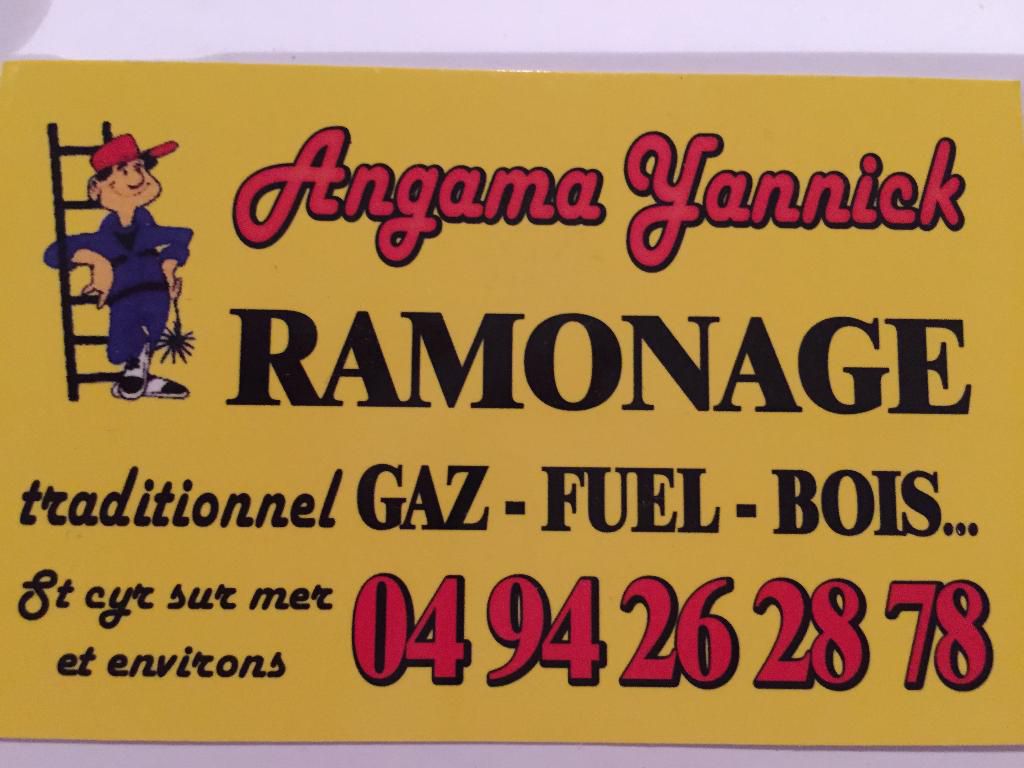 Angama Yannick
RAMONAGE
traditionnel GAZ - FUEL - BOIS...
St cyr sur mer
et environs
04 94 26 28 78